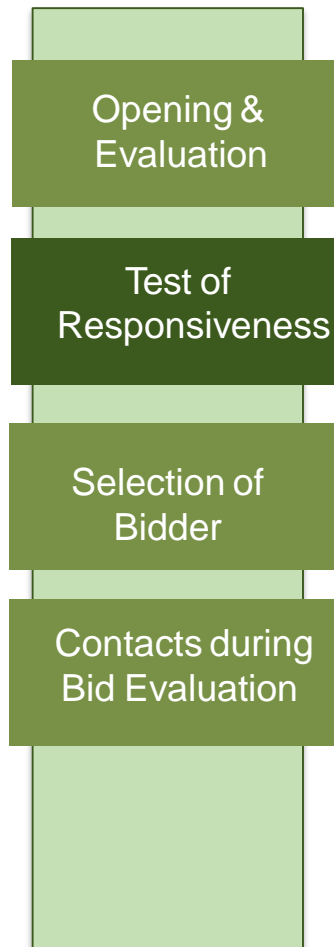 Opening &
Evaluation
Test of
Responsiveness
Selection of
Bidder
Contacts during
Bid Evaluation